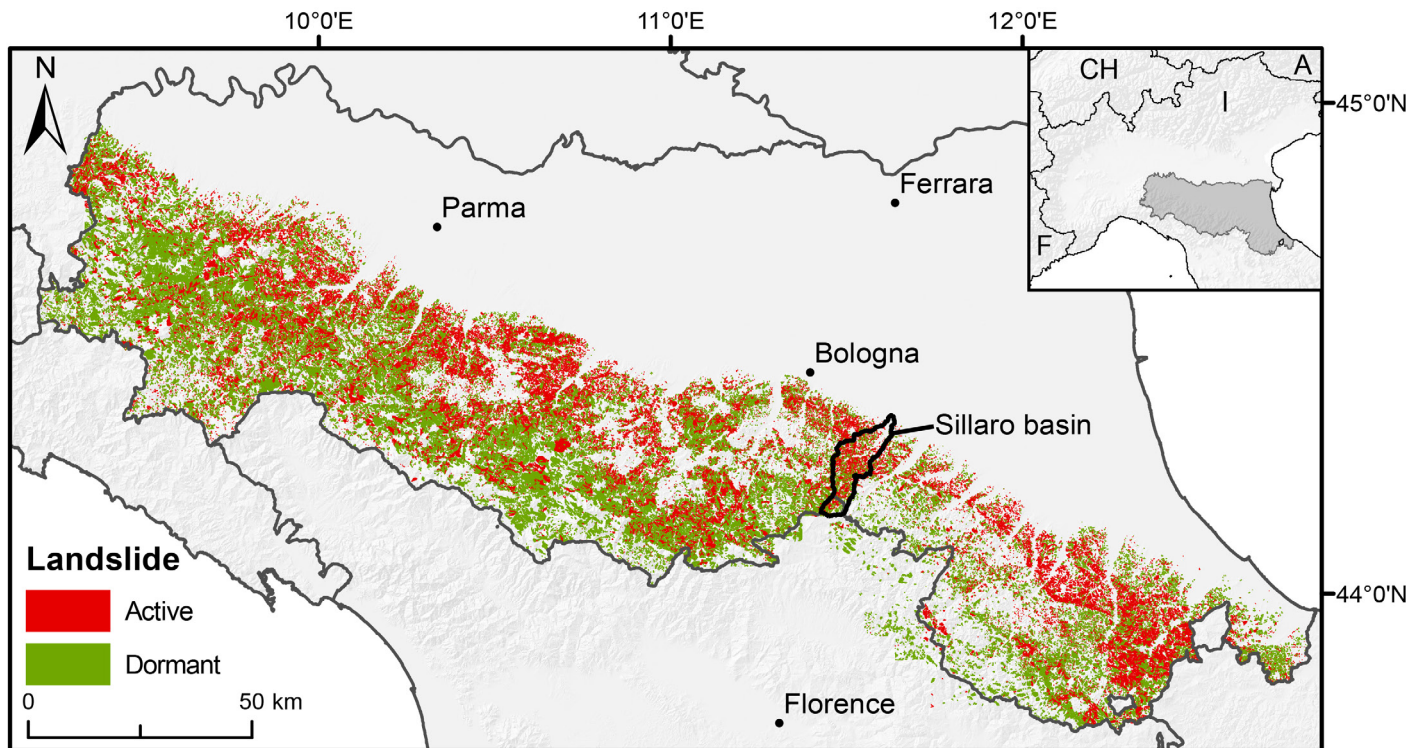 10°0'E
11°0'E
12°0'E
N
CH
A
I
F
45°0'N
Ferrara
Parma
Bologna
Sillaro basin
Landslide
Active
Dormant
44°0'N
0
50 km
Florence